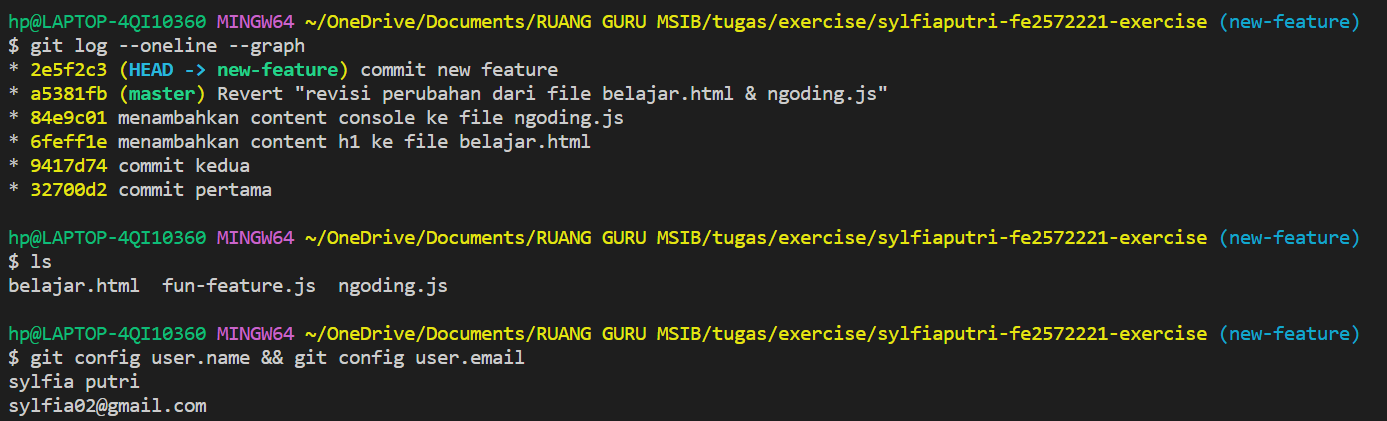 hp@LAPTOP-4QI10360 MINGW64 ~/OneDrive/Documents/RUANG GURU MSIB/tugas/exercise/sylfiaputri-fe2572221-exercise (new-feature)
$ git log --oneline --graph
* 2e5f2c3 (HEAD -> new-feature) commit new feature
* a5381fb (master) Revert "revisi perubahan dari file belajar.html & ngoding.js"
* 84e9c01 menambahkan content console ke file ngoding.js
* 6feff1e menambahkan content h1 ke file belajar.html
* 9417d74 commit kedua
* 32700d2 commit pertama
hp@LAPTOP-4QI10360 MINGW64 ~/OneDrive/Documents/RUANG GURU MSIB/tugas/exercise/sylfiaputri-fe2572221-exercise (new-feature)
$ ls
belajar.html  fun-feature.js  ngoding.js
hp@LAPTOP-4QI10360 MINGW64 ~/OneDrive/Documents/RUANG GURU MSIB/tugas/exercise/sylfiaputri-fe2572221-exercise (new-feature)
$ git config user.name && git config user.email
sylfia putri
sylfia02@gmail.com